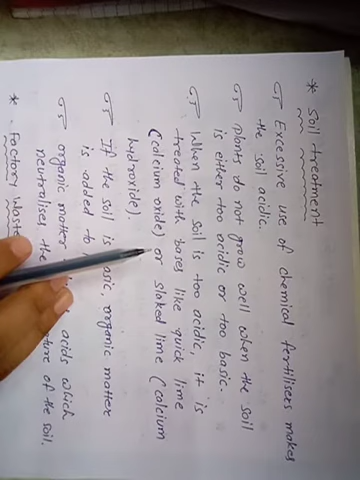 * Soil treatment
Excessive use of chemical fertilisers makes
the soil acidic.
Plants do not grow well when the soil
is either too acidic or too basic.
When the soil is too acidic, it is
treated with bases like quick lime
(calcium oxide) or slaked lime (calcium
hydroxide).
If the soil is basic, organic matter
is added to
organic matter acids which
neutralises the of the soil.
* Factory